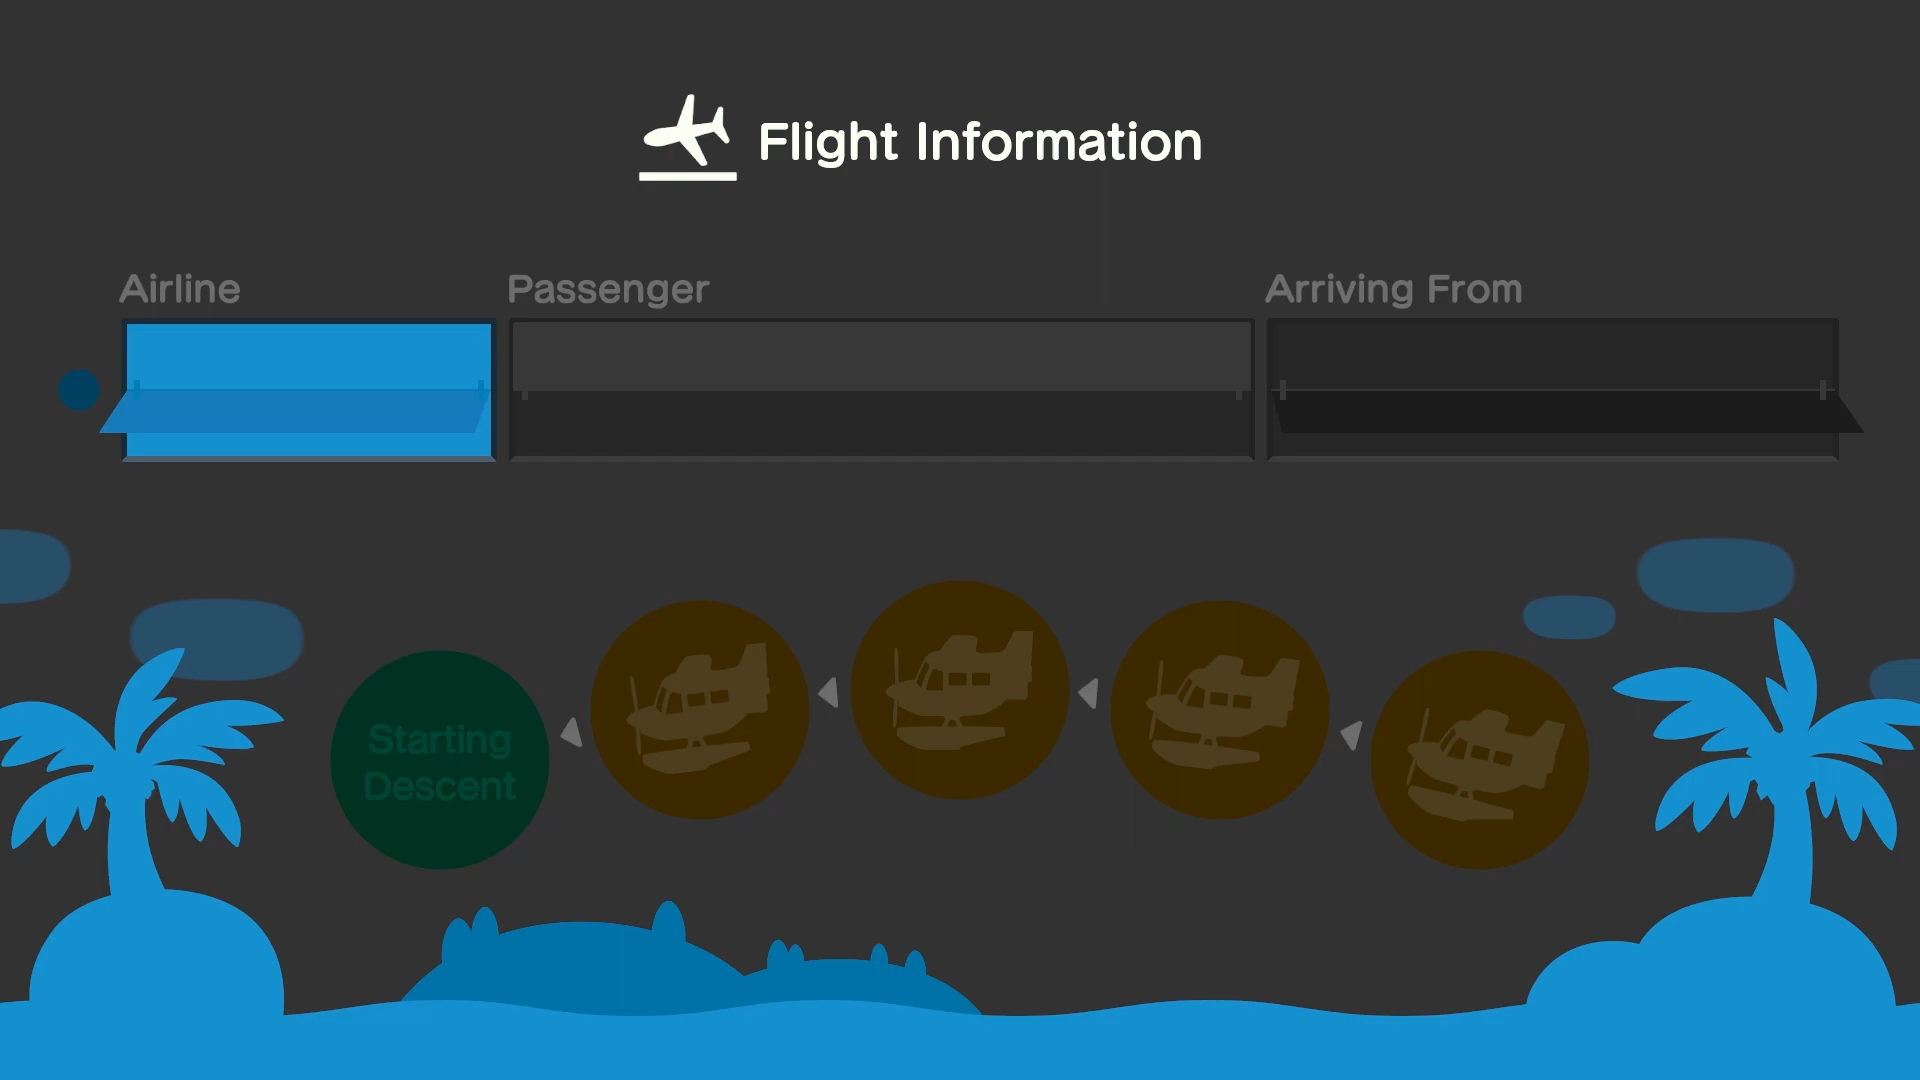 Flight Information
Airline
Passenger
Arriving From
Starting
Descent